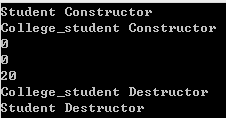 Student Constructor
College_student Constructor
0
0
20
College_student Destructor
Student Destructor